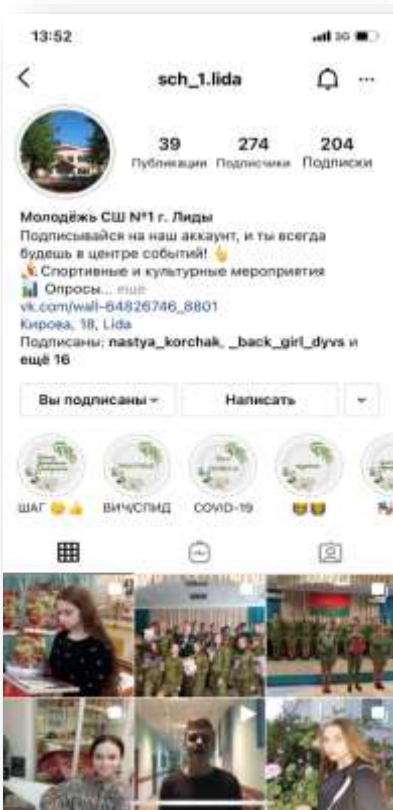 13:52
3G
sch_1.lida
39 274 204
Публикации Подписчики Подписки
Молодёжь СШ №1 г. Лиды
Подписывайся на наш аккаунт, и ты всегда
будешь в центре событий!
Спортивные и культурные мероприятия
Опросы... ещё
vk.com/wall-64826746_8801
Кирова, 18, Lida
Подписаны: nastya_korchak, _back_girl_dyvs и
ещё 16
Вы подписаны Написать
ШАГ ВИЧ/СПИД COVID-19